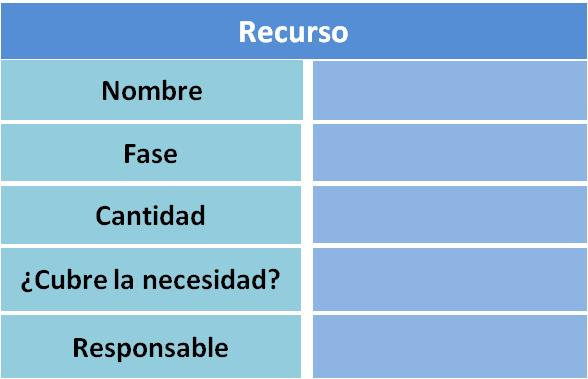 Recurso
Nombre
Fase
Cantidad
¿Cubre la necesidad?
Responsable